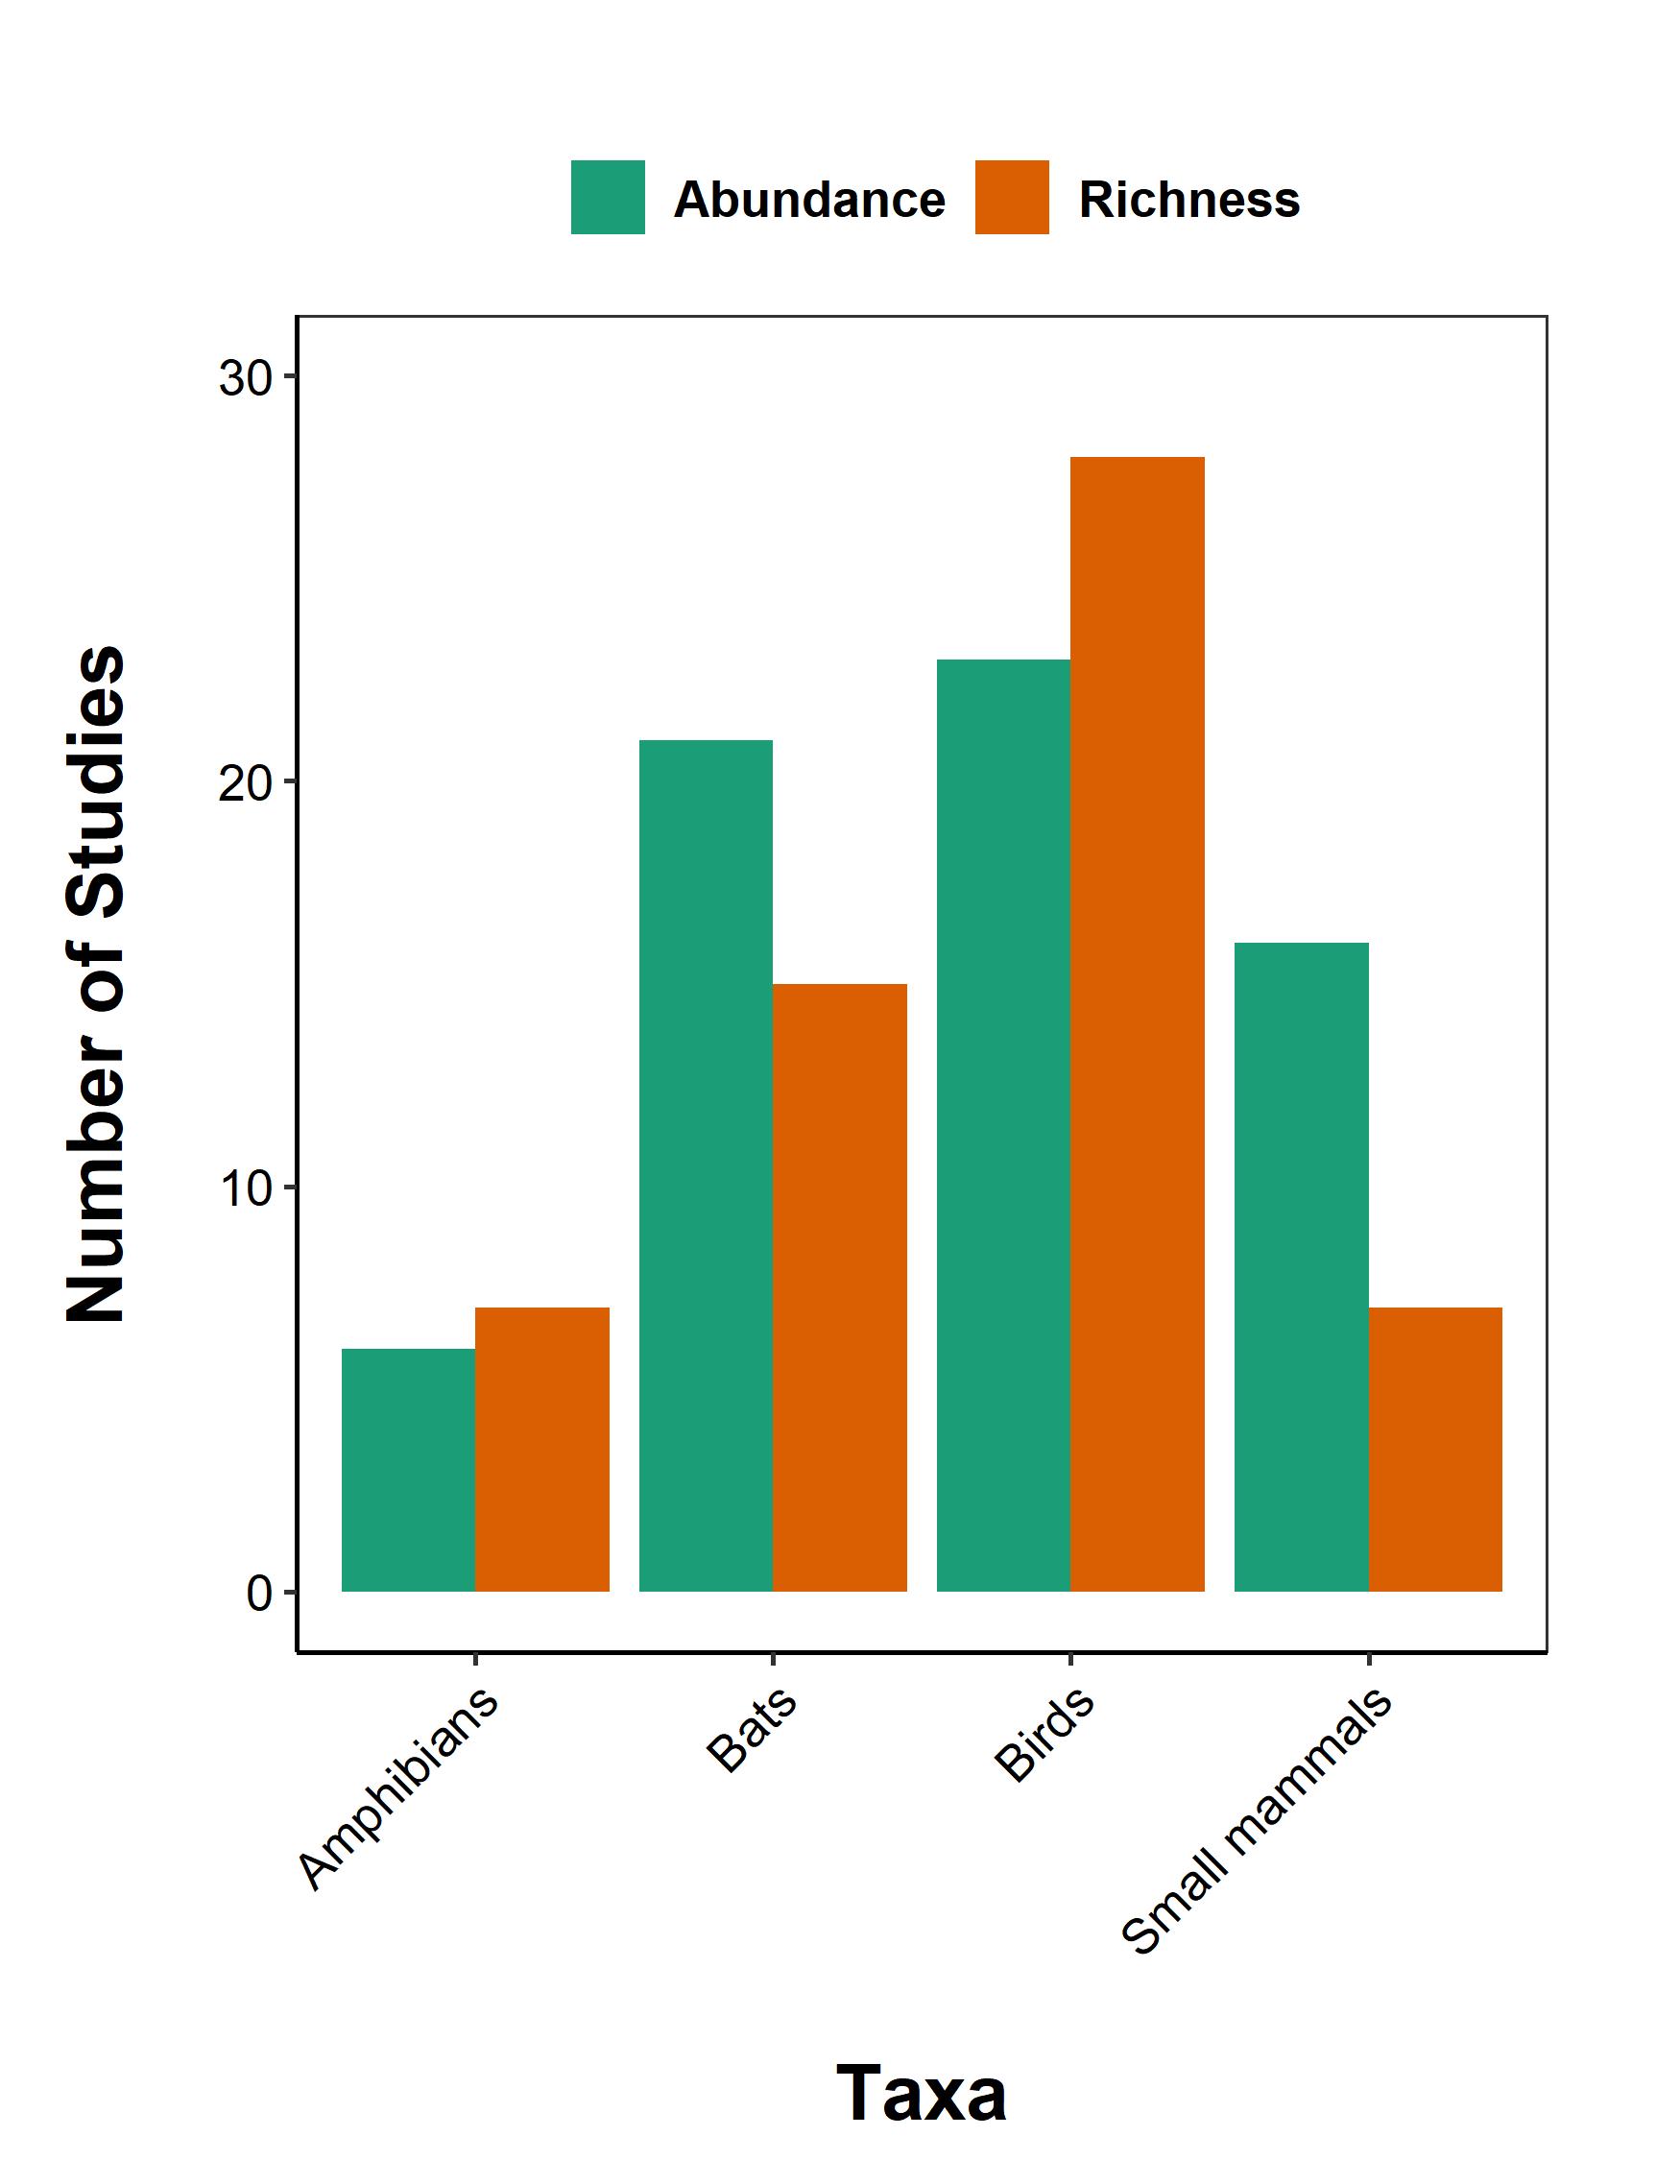 Abundance Richness
30
20
10
0
Number of Studies
Amphibians
Bats
Birds
Small mammals
Taxa